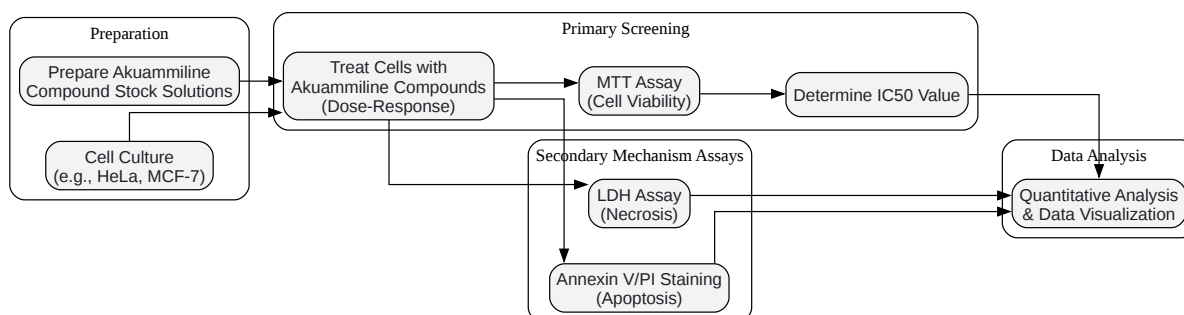 Preparation
Prepare Akuammiline
Compound Stock Solutions
Cell Culture
(e.g., HeLa, MCF-7)
Primary Screening
Treat Cells with
Akuammiline Compounds
(Dose-Response)
MTT Assay
(Cell Viability)
Determine IC50 Value
Secondary Mechanism Assays
LDH Assay
(Necrosis)
Annexin V/PI Staining
(Apoptosis)
Data Analysis
Quantitative Analysis
& Data Visualization